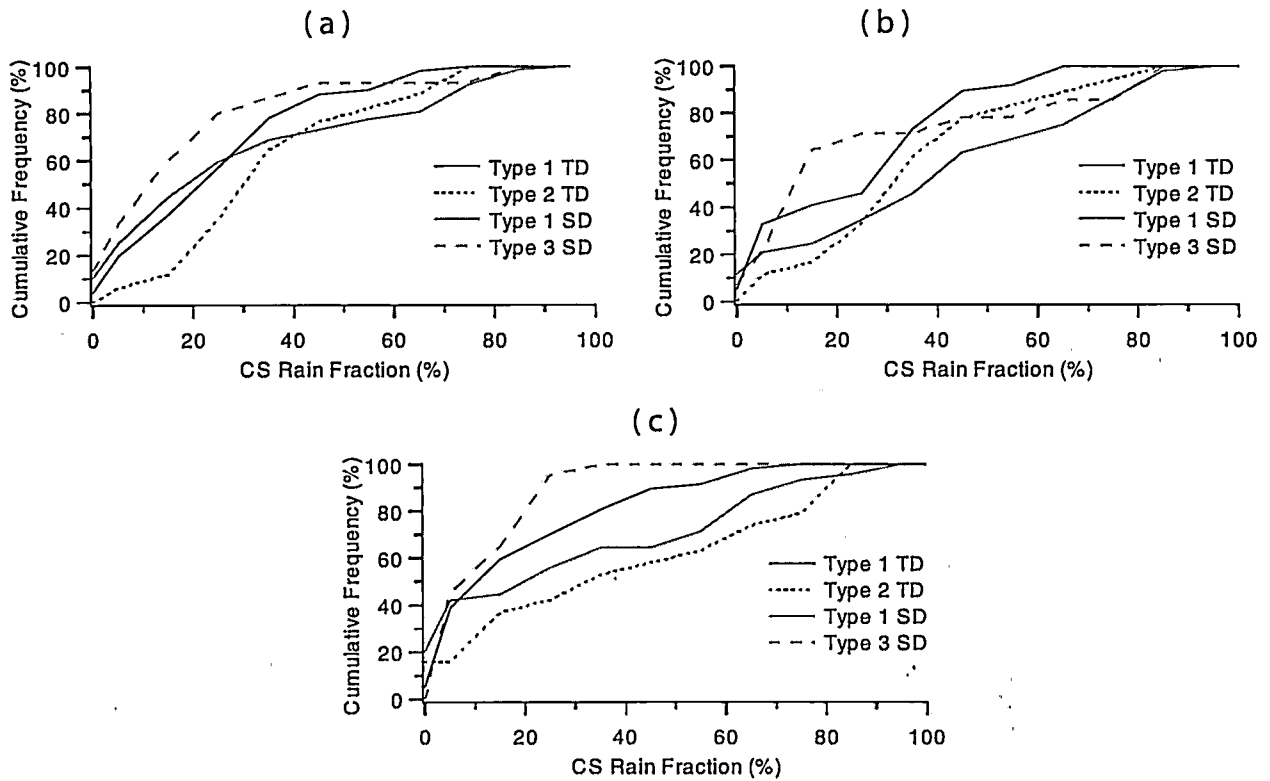 (a)
Cumulative Frequency (%)
100
80
60
40
20
0
Type 1 TD
Type 2 TD
Type 1 SD
Type 3 SD
0 20 40 60 80 100
CS Rain Fraction (%)
(b)
Cumulative Frequency (%)
100
80
60
40
20
0
Type 1 TD
Type 2 TD
Type 1 SD
Type 3 SD
0 20 40 60 80 100
CS Rain Fraction (%)
(c)
Cumulative Frequency (%)
100
80
60
40
20
0
Type 1 TD
Type 2 TD
Type 1 SD
Type 3 SD
0 20 40 60 80 100
CS Rain Fraction (%)